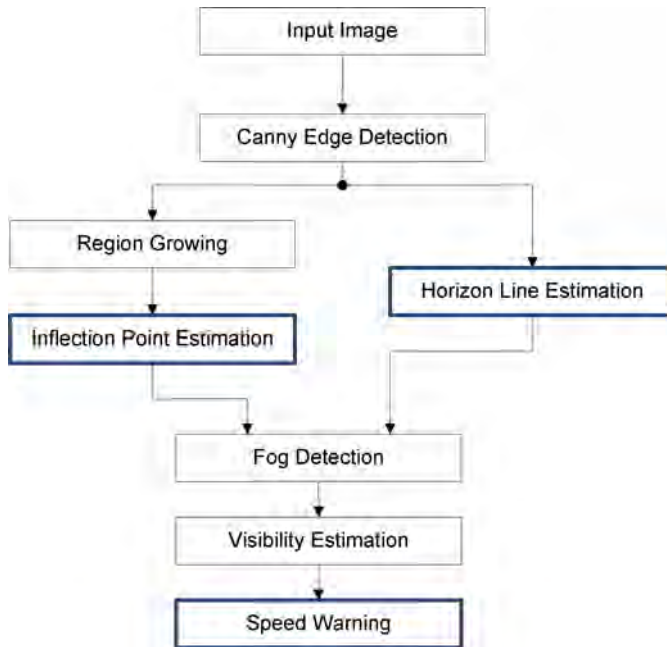 Input Image
Canny Edge Detection
Region Growing
Horizon Line Estimation
Inflection Point Estimation
Fog Detection
Visibility Estimation
Speed Warning